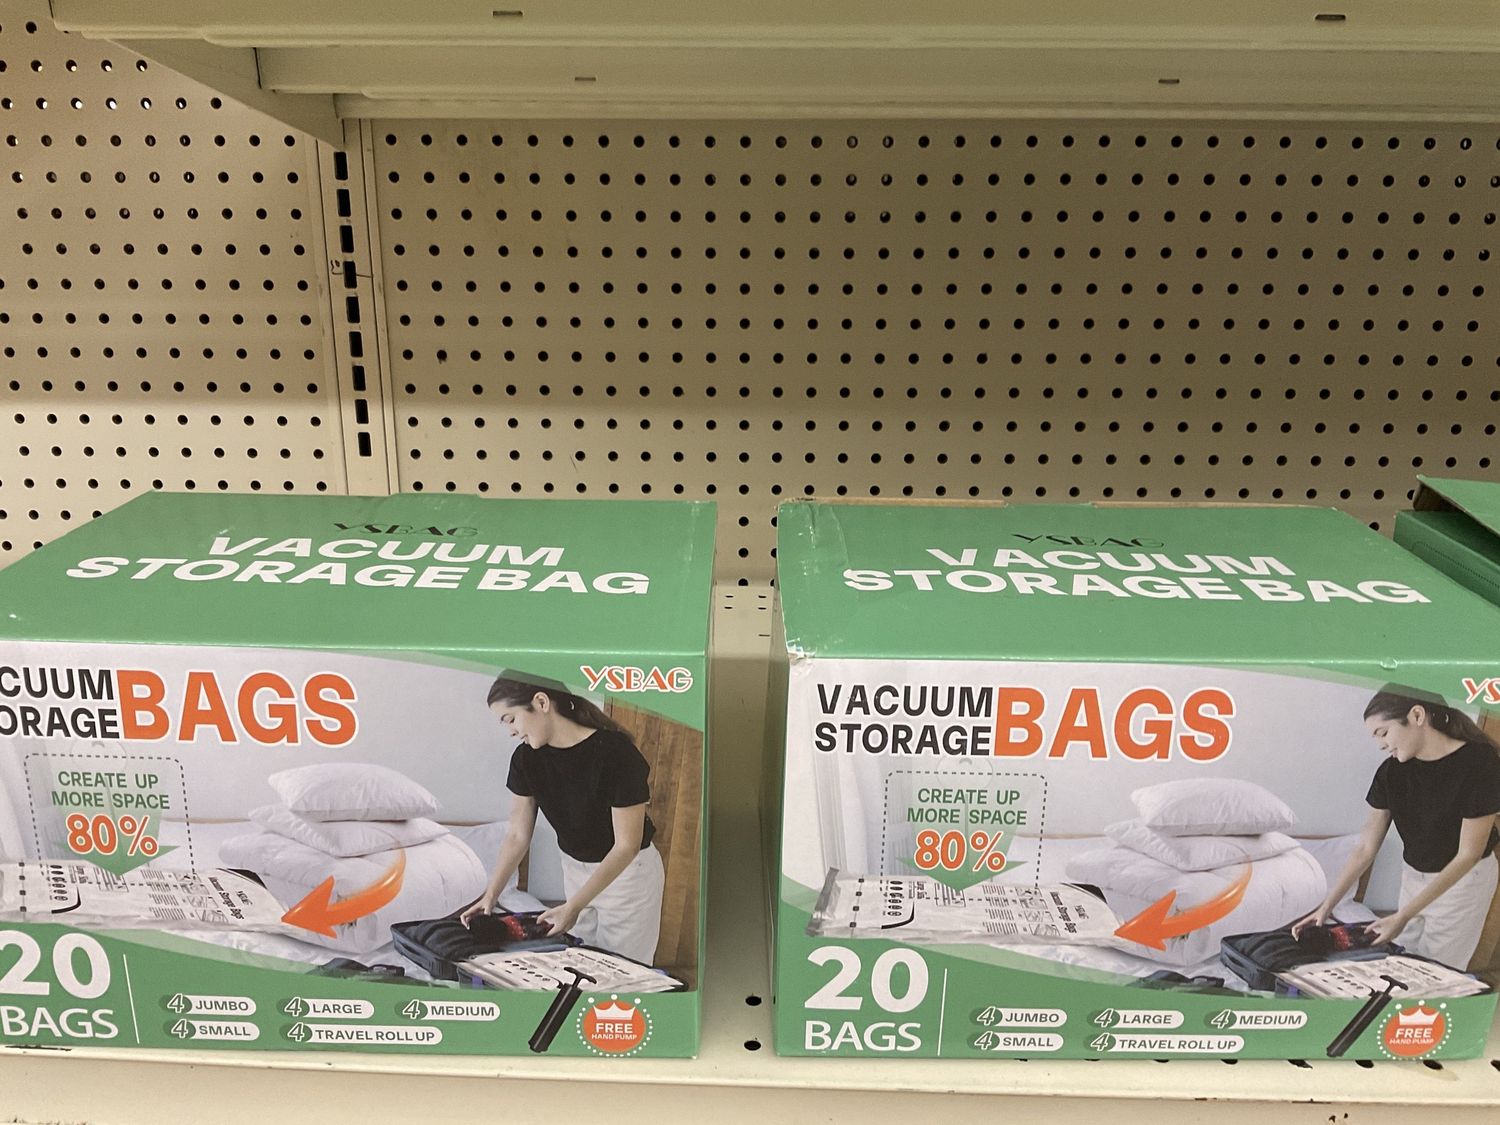 YSBAG
VACUUM
STORAGE BAG
CUUM
ORAGE
BAGS
YSBAG
CREATE UP
MORE SPACE
80%
20
BAGS
4 JUMBO
4 LARGE
4 MEDIUM
4 SMALL
4 TRAVEL ROLL UP
FREE
HAND PUMP
YSBAG
VACUUM
STORAGE BAG
VACUUM
STORAGE
BAGS
YS
CREATE UP
MORE SPACE
80%
20
BAGS
4 JUMBO
4 LARGE
4 MEDIUM
4 SMALL
4 TRAVEL ROLL UP
FREE
HAND PUMP